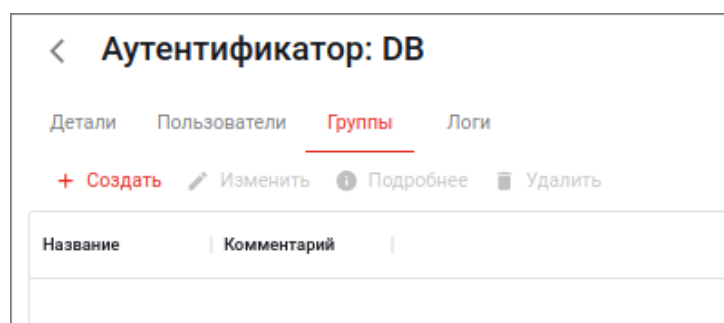 Аутентификатор: DB
Детали Пользователи Группы Логи
+ Создать Изменить Подробнее Удалить
Название Комментарий